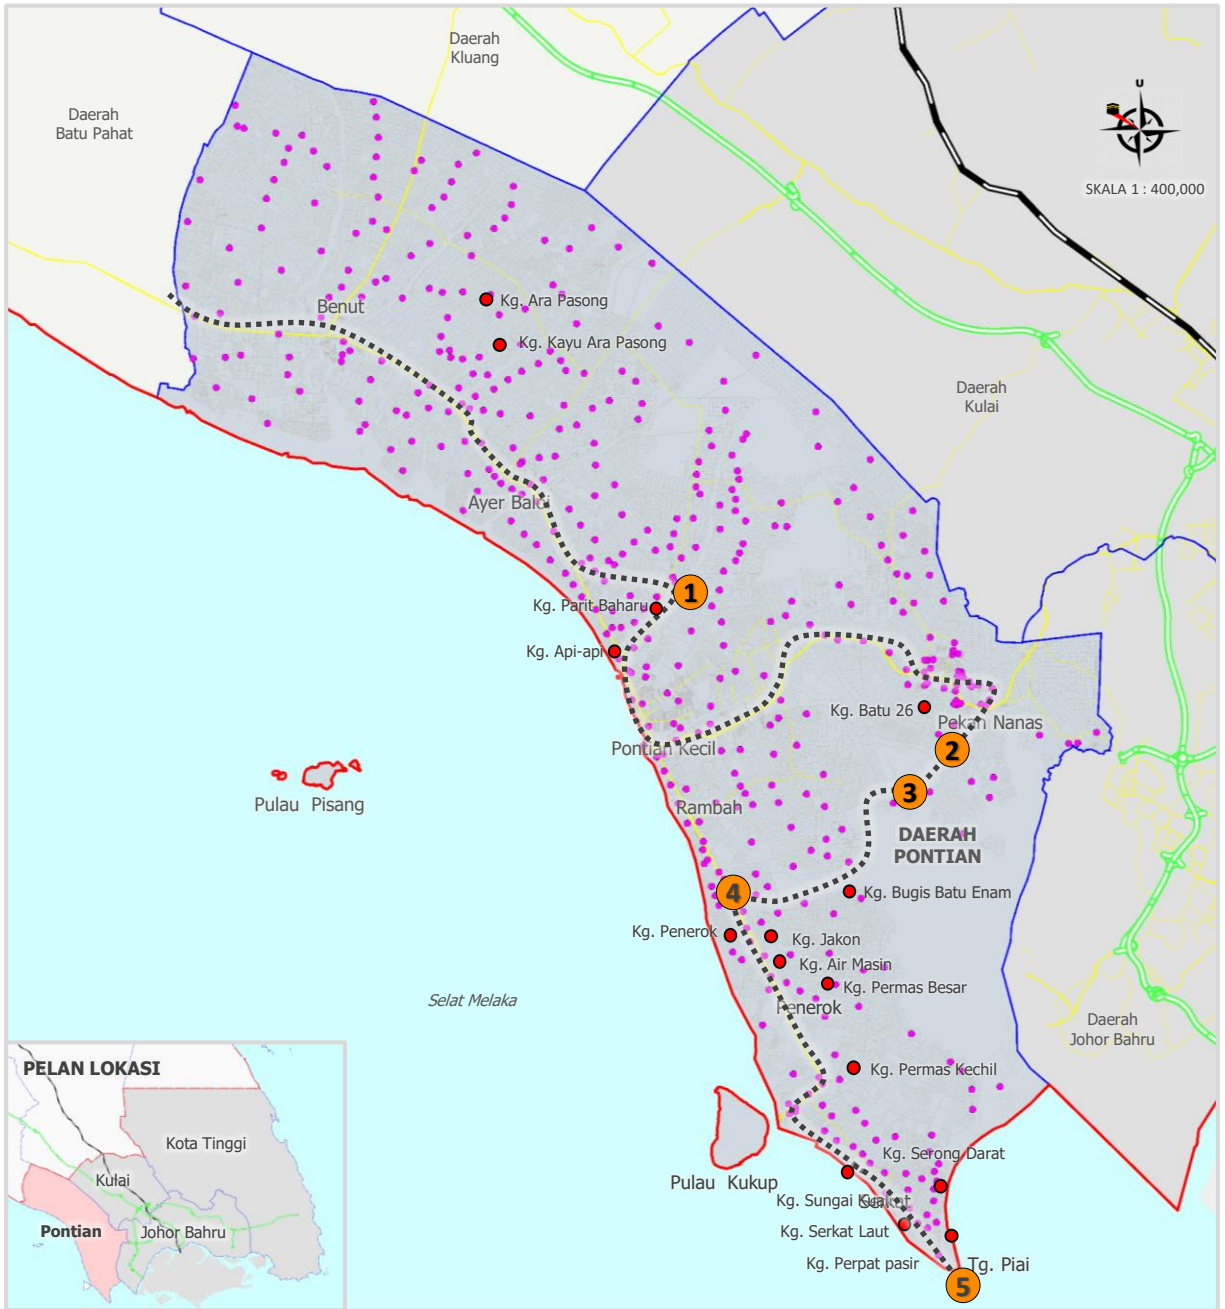 Daerah
Kluang
Daerah
Batu Pahat
U
SKALA 1 : 400,000
Benut
Kg. Ara Pasong
Kg. Kayu Ara Pasong
Daerah
Kulai
Ayer Baloi
1
Kg. Parit Baharu
Kg. Api-api
Kg. Batu 26
Pekan Nanas
Pontian Kecil
2
Pulau Pisang
3
Rambah
DAERAH
PONTIAN
4
Kg. Bugis Batu Enam
Kg. Penerok
Kg. Jakon
Kg. Air Masin
Kg. Permas Besar
Selat Melaka
Penerok
Daerah
Johor Bahru
Kg. Permas Kechil
PELAN LOKASI
Kota Tinggi
Kulai
Pontian
Johor Bahru
Kg. Serong Darat
Pulau Kukup
Kg. Sungai Kuali
Serkat
Kg. Serkat Laut
Kg. Perpat pasir
Tg. Piai
5